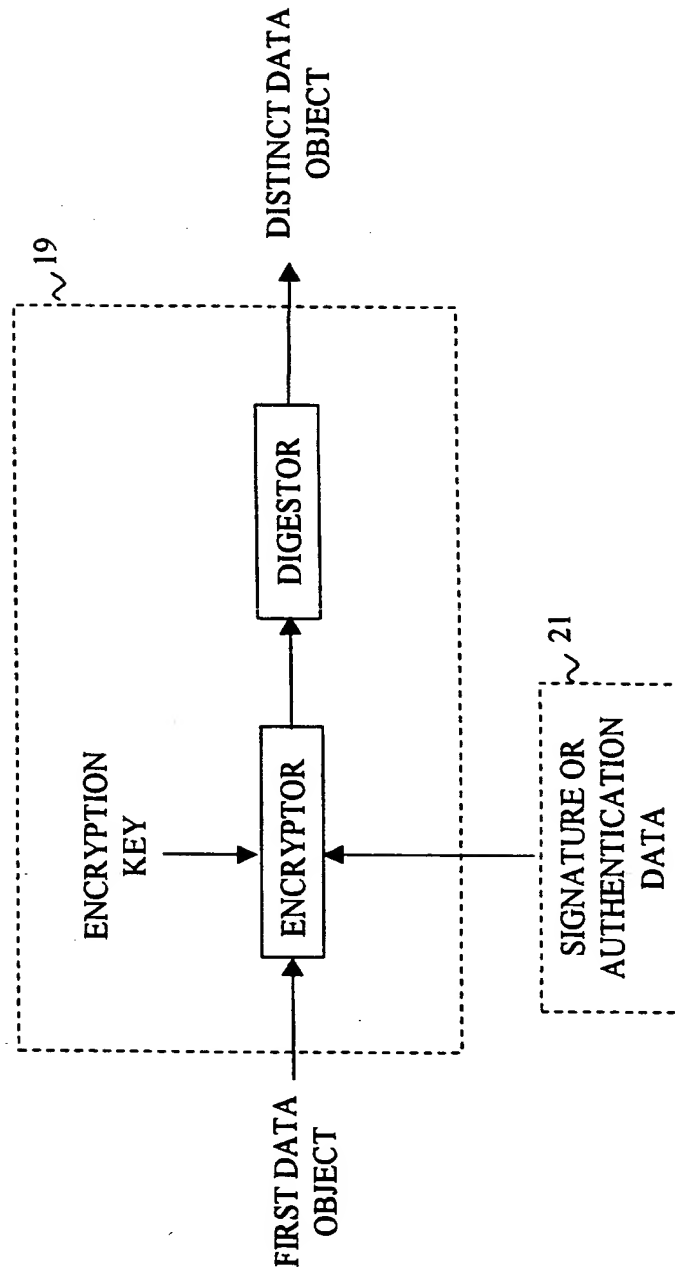 19
ENCRYPTION
KEY
FIRST DATA
OBJECT
ENCRYPTOR
DIGESTOR
DISTINCT DATA
OBJECT
21
SIGNATURE OR
AUTHENTICATION
DATA